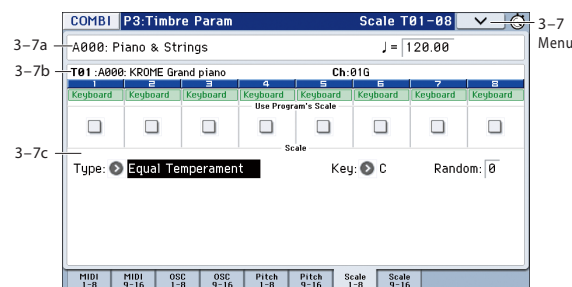 COMBI P3:Timbre Param Scale T01-08
3–7
Menu
3–7a
A000: Piano & Strings ♩= 120.00
3–7b
T01 :A000: KROME Grand piano Ch:01G
1 2 3 4 5 6 7 8
Keyboard Keyboard Keyboard Keyboard Keyboard Keyboard Keyboard Keyboard
Use Program's Scale
3–7c
Scale
Type: Equal Temperament Key: C Random: 0
MIDI 1-8 MIDI 9-16 OSC 1-8 OSC 9-16 Pitch 1-8 Pitch 9-16 Scale 1-8 Scale 9-16